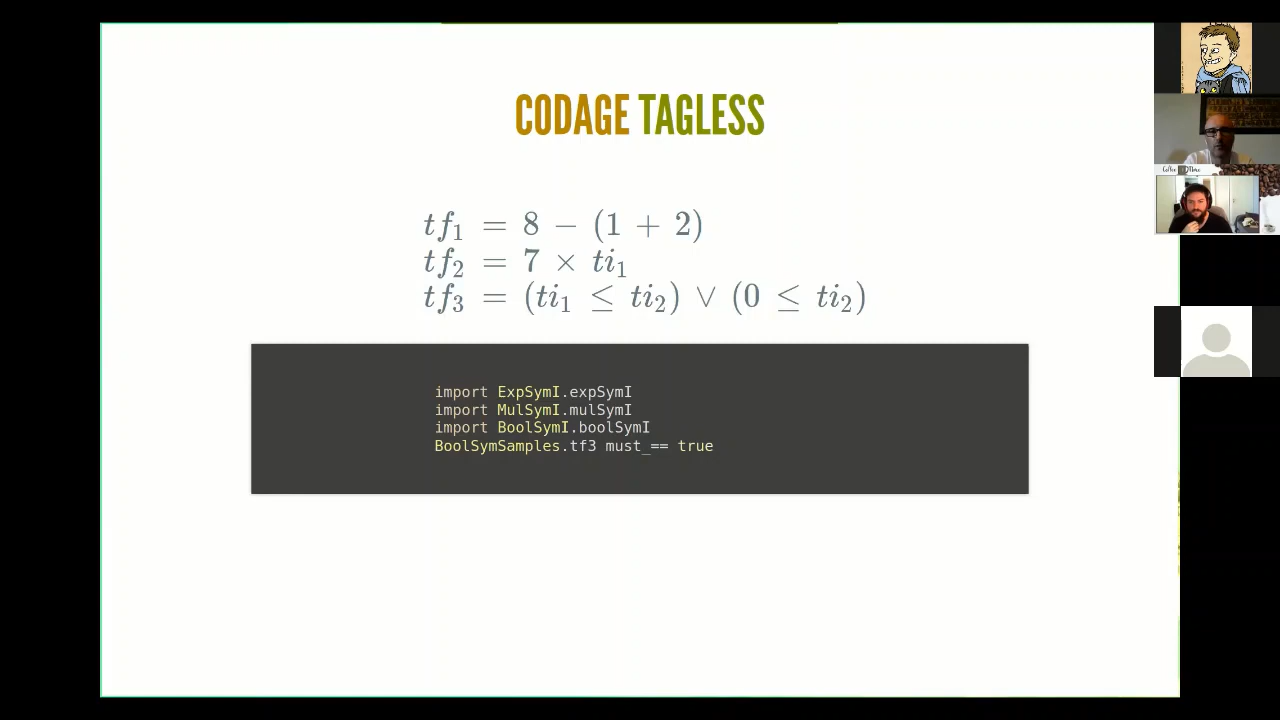 CODAGE TAGLESS
tf₁ = 8 − (1 + 2)
tf₂ = 7 × ti₁
tf₃ = (ti₁ ≤ ti₂) ∨ (0 ≤ ti₂)
import ExpSymI.expSymI
import MulSymI.mulSymI
import BoolSymI.boolSymI
BoolSymSamples.tf3 must_== true